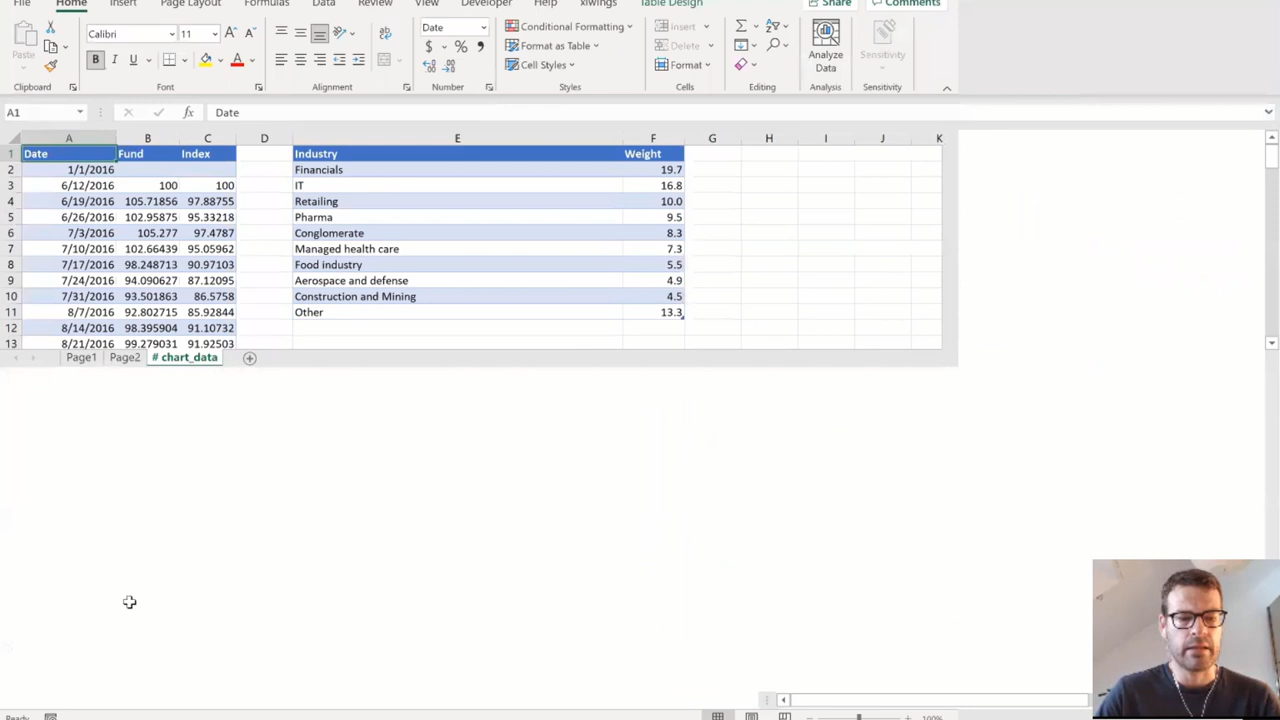 File Home Insert Page Layout Formulas Data Review View Developer Help xlwings Table Design Share Comments
Calibri 11 Date Conditional Formatting Insert
Paste B I U $ % Format as Table Delete Analyze Data Sensitivity
Cell Styles Format
Clipboard Font Alignment Number Styles Cells Editing Analysis Sensitivity
A1 fx Date
A B C D E F G H I J K
1 Date Fund Index Industry Weight
2 1/1/2016 Financials 19.7
3 6/12/2016 100 100 IT 16.8
4 6/19/2016 105.71856 97.88755 Retailing 10.0
5 6/26/2016 102.95875 95.33218 Pharma 9.5
6 7/3/2016 105.277 97.4787 Conglomerate 8.3
7 7/10/2016 102.66439 95.05962 Managed health care 7.3
8 7/17/2016 98.248713 90.97103 Food industry 5.5
9 7/24/2016 94.090627 87.12095 Aerospace and defense 4.9
10 7/31/2016 93.501863 86.5758 Construction and Mining 4.5
11 8/7/2016 92.802715 85.92844 Other 13.3
12 8/14/2016 98.395904 91.10732
13 8/21/2016 99.279031 91.92503
Page1 Page2 # chart_data
Ready 100%